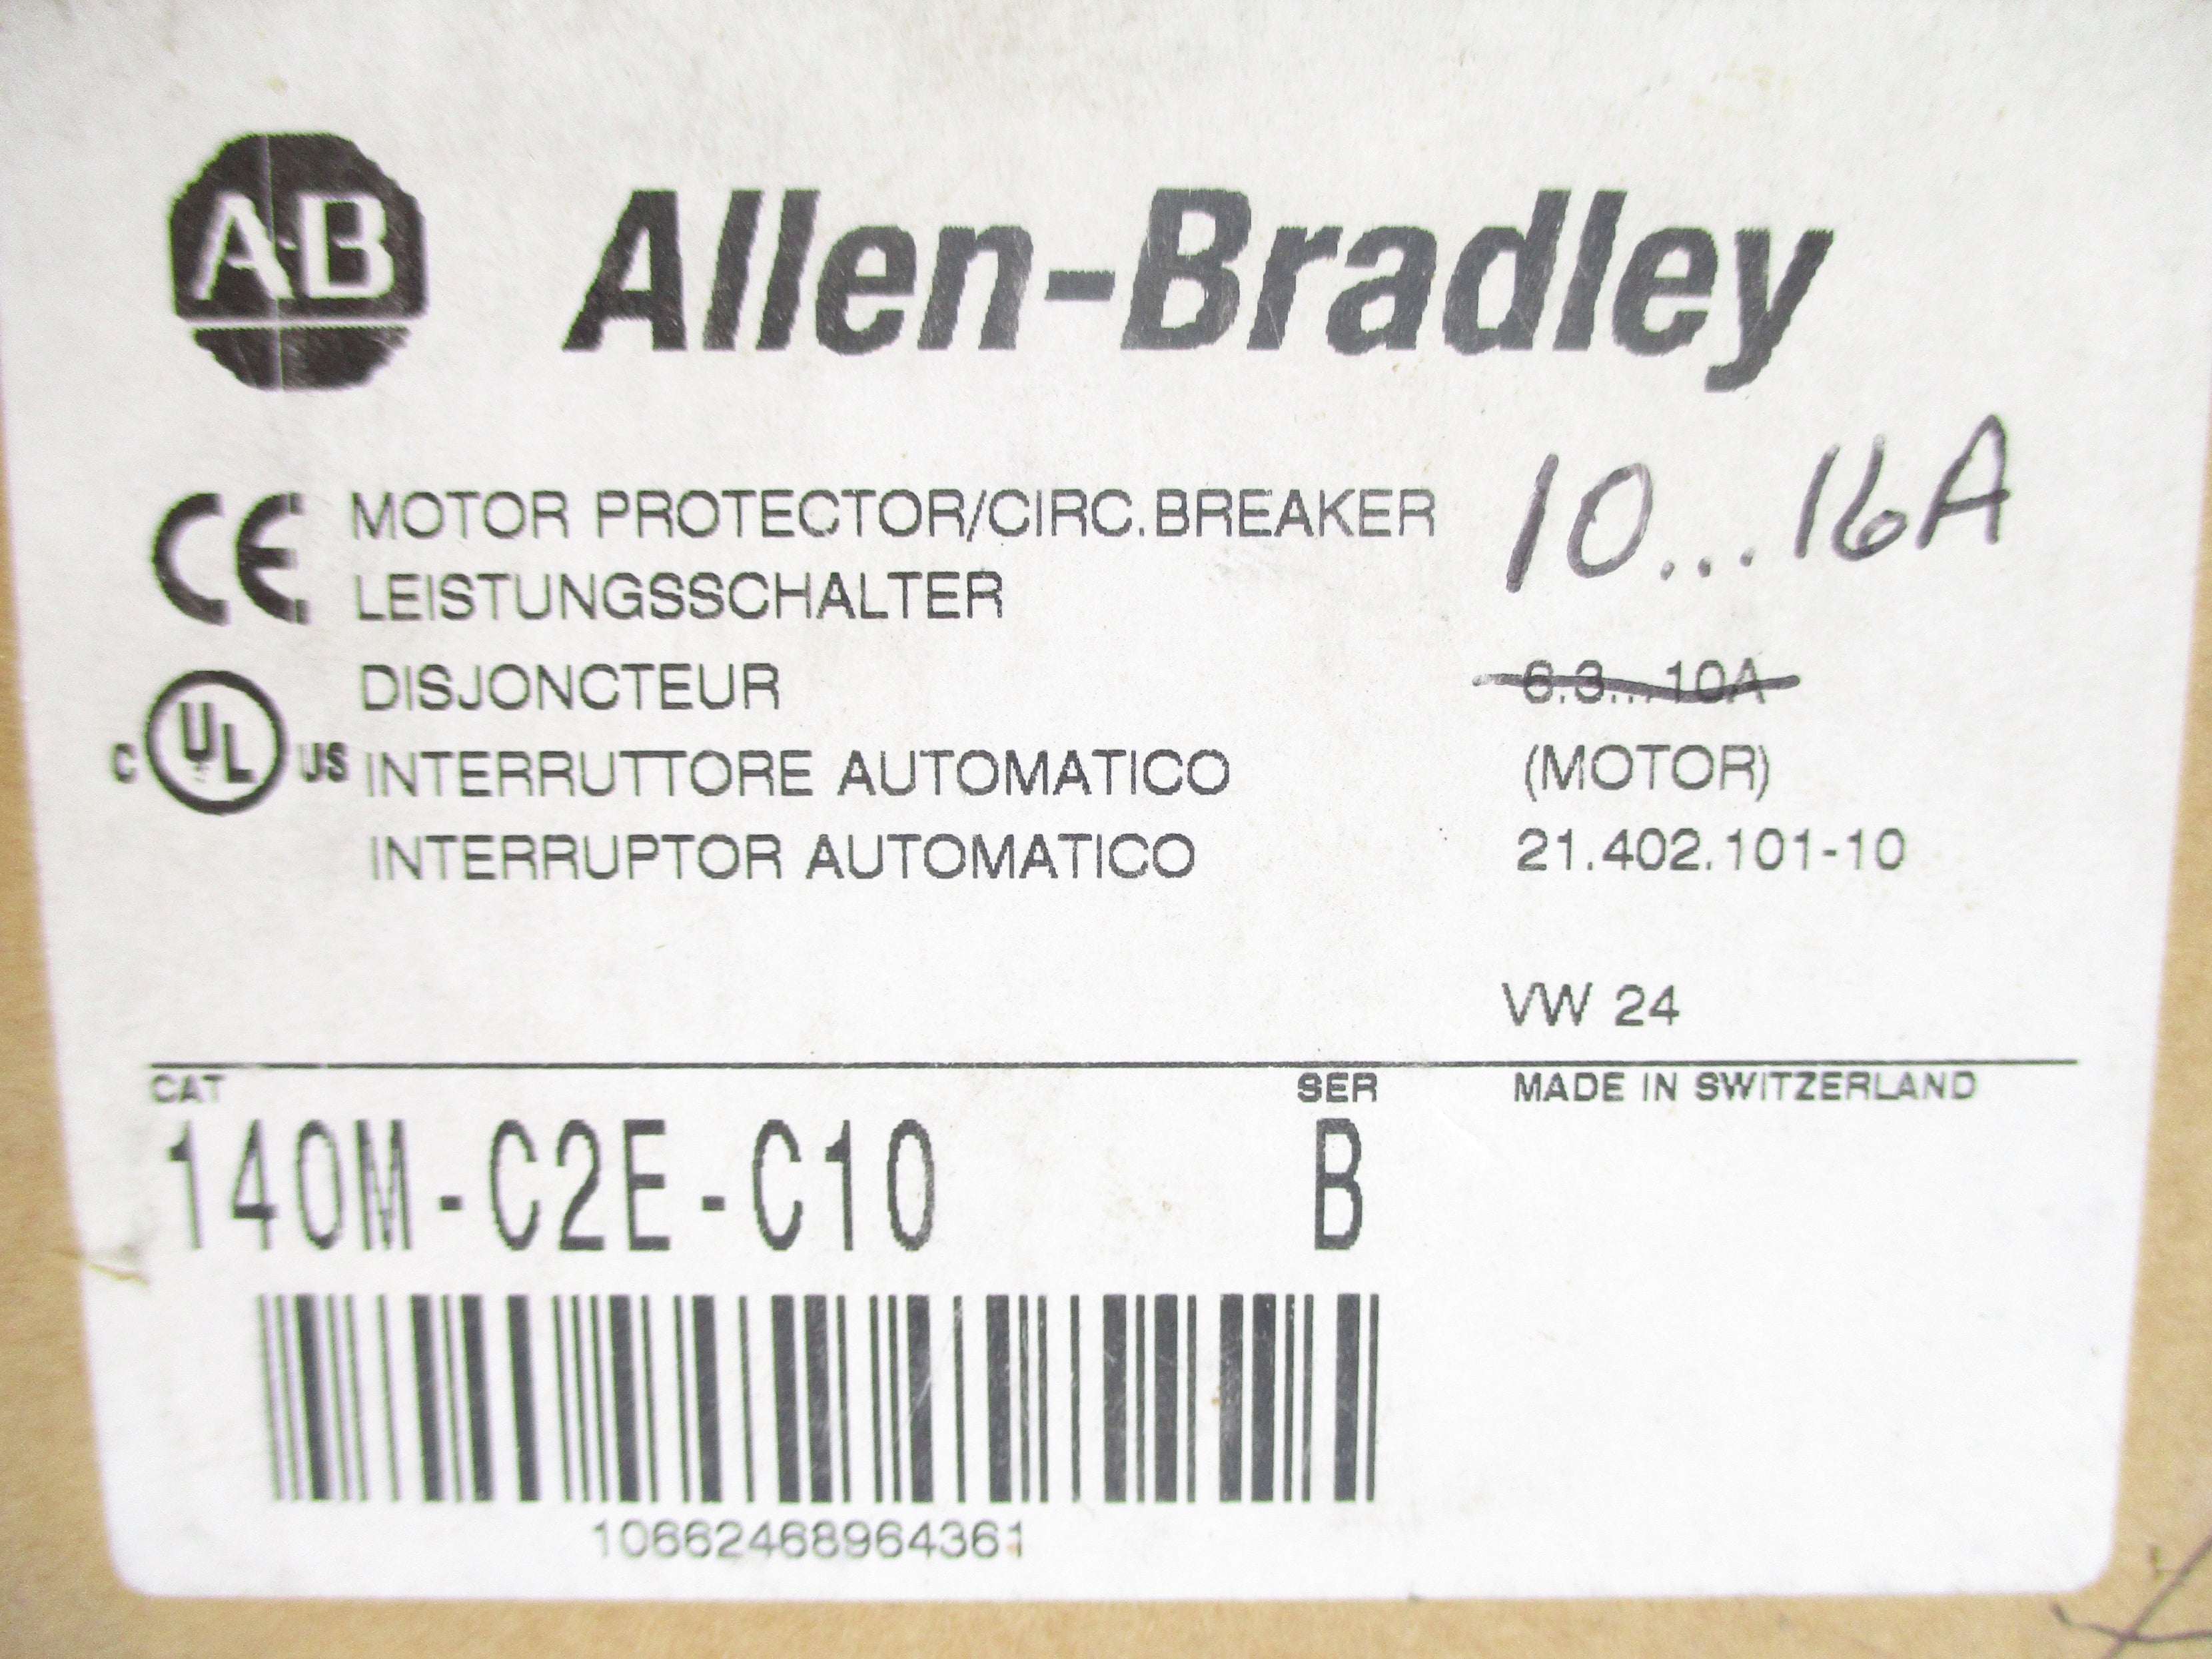 A-B Allen-Bradley
CE MOTOR PROTECTOR/CIRC.BREAKER 10...16A
LEISTUNGSSCHALTER
DISJONCTEUR 6.3...10A
C UL US INTERRUTTORE AUTOMATICO (MOTOR)
INTERRUPTOR AUTOMATICO 21.402.101-10
VW 24
CAT SER MADE IN SWITZERLAND
140M-C2E-C10 B
10662468964361